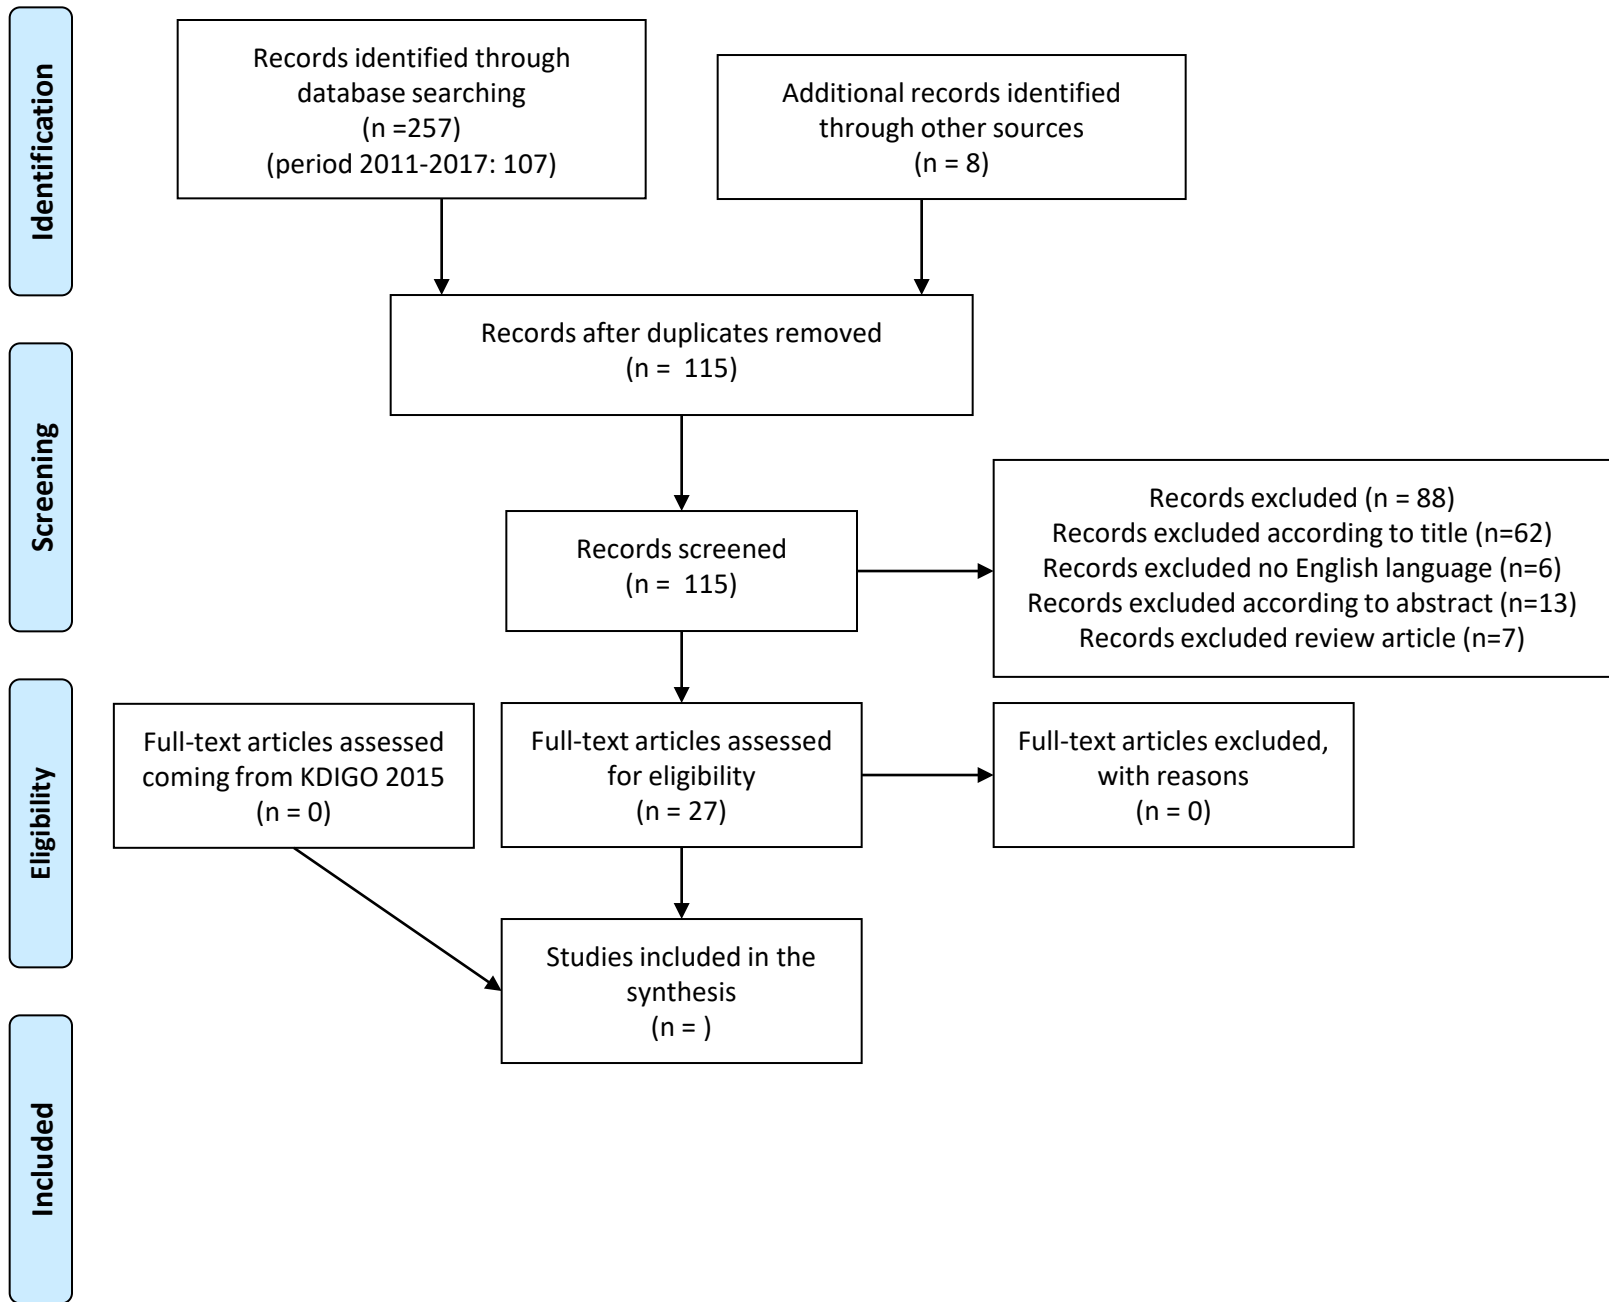 Identification
Records identified through
database searching
(n =257)
(period 2011-2017: 107)
Additional records identified
through other sources
(n = 8)
Records after duplicates removed
(n =  115)
Screening
Records screened
(n =  115)
Records excluded (n = 88)
Records excluded according to title (n=62)
Records excluded no English language (n=6)
Records excluded according to abstract (n=13)
Records excluded review article (n=7)
Eligibility
Full-text articles assessed
coming from KDIGO 2015
(n = 0)
Full-text articles assessed
for eligibility
(n = 27)
Full-text articles excluded,
with reasons
(n = 0)
Studies included in the
synthesis
(n = )
Included